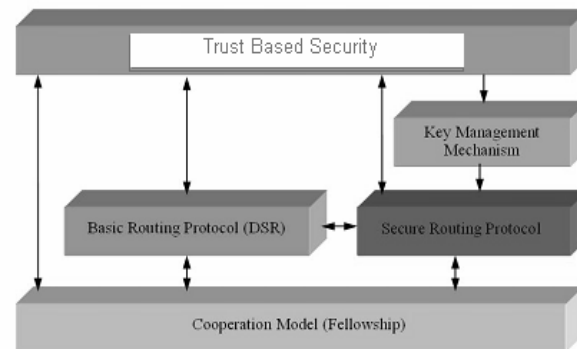 Trust Based Security
Key Management
Mechanism
Basic Routing Protocol (DSR)
Secure Routing Protocol
Cooperation Model (Fellowship)